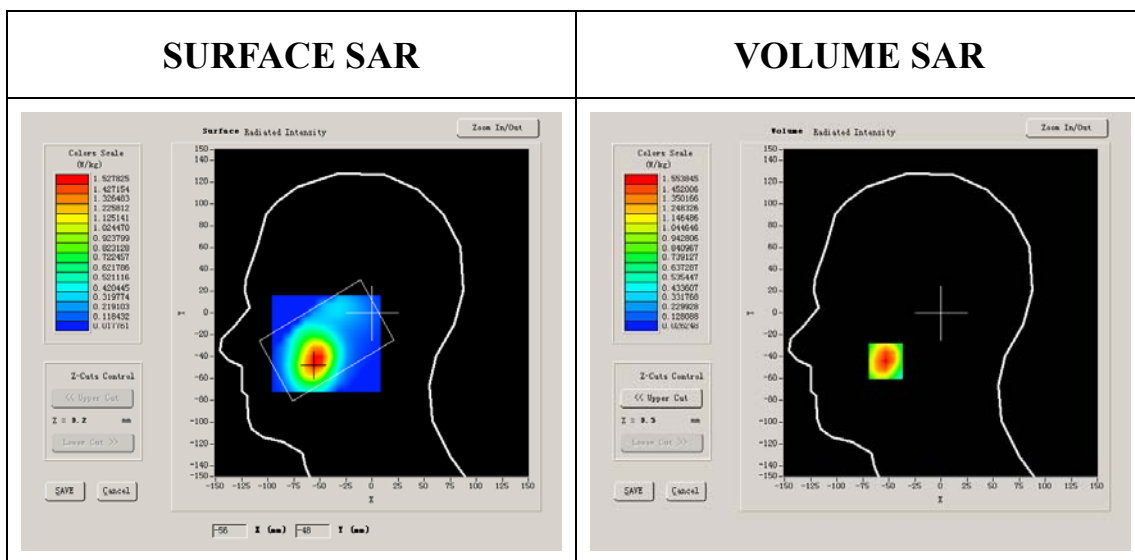 SURFACE SAR
VOLUME SAR
Surface Radiated Intensity
Zoom In/Out
Colors Scale
(W/kg)
1.527825
1.427154
1.326483
1.225812
1.125141
1.024470
0.923799
0.823128
0.722457
0.621786
0.521116
0.420445
0.319774
0.219103
0.118432
0.017761
150
140
120
100
80
60
40
20
0
-20
-40
-60
-80
-100
-120
-140
-150
Y
-150 -125 -100 -75 -50 -25 0 25 50 75 100 125 150
X
Z-Cuts Control
<< Upper Cut
Z = 9.2 mm
Lower Cut >>
SAVE Cancel
-56 X (mm) -48 Y (mm)
Volume Radiated Intensity
Zoom In/Out
Colors Scale
(W/kg)
1.553845
1.452006
1.350166
1.248326
1.146486
1.044646
0.942806
0.840967
0.739127
0.637287
0.535447
0.433607
0.331768
0.229928
0.128088
0.026248
150
140
120
100
80
60
40
20
0
-20
-40
-60
-80
-100
-120
-140
-150
Y
-150 -125 -100 -75 -50 -25 0 25 50 75 100 125 150
X
Z-Cuts Control
<< Upper Cut
Z = 9.5 mm
Lower Cut >>
SAVE Cancel